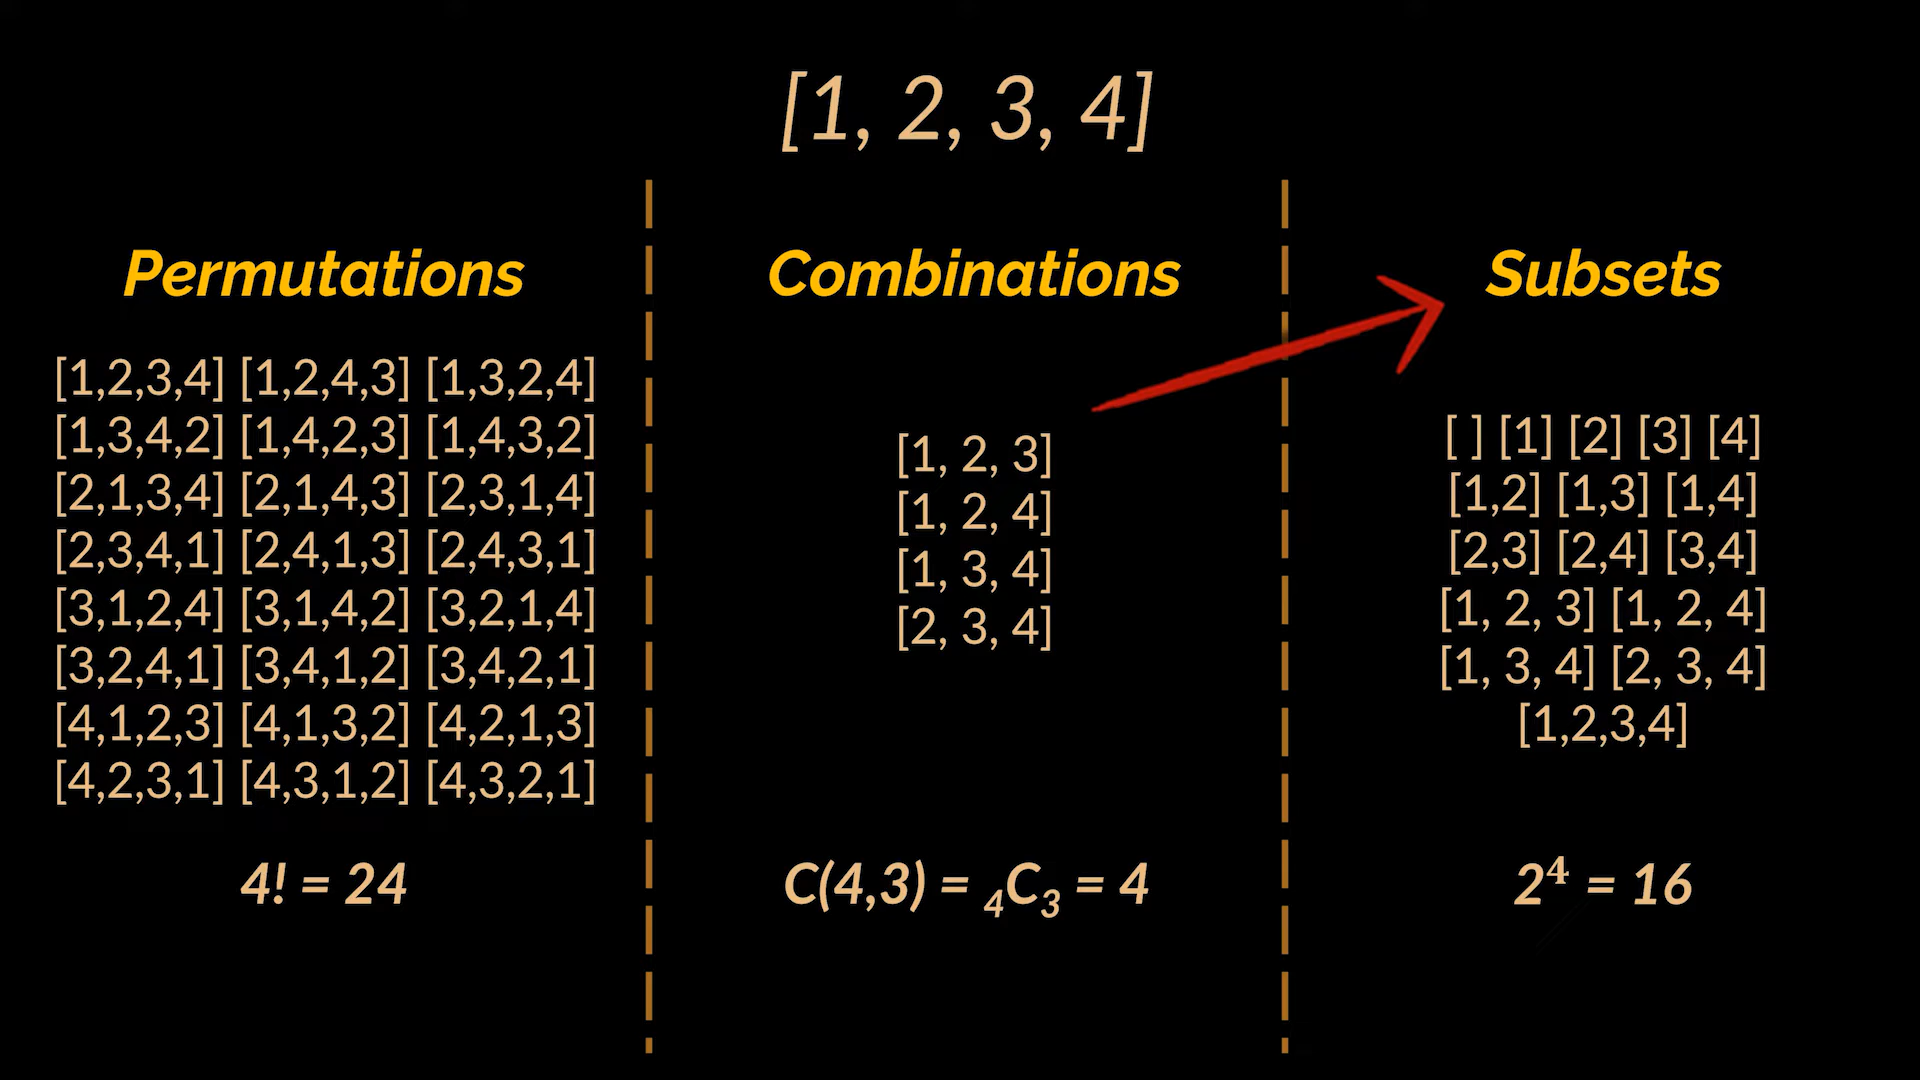 [1, 2, 3, 4]
Permutations
[1,2,3,4] [1,2,4,3] [1,3,2,4]
[1,3,4,2] [1,4,2,3] [1,4,3,2]
[2,1,3,4] [2,1,4,3] [2,3,1,4]
[2,3,4,1] [2,4,1,3] [2,4,3,1]
[3,1,2,4] [3,1,4,2] [3,2,1,4]
[3,2,4,1] [3,4,1,2] [3,4,2,1]
[4,1,2,3] [4,1,3,2] [4,2,1,3]
[4,2,3,1] [4,3,1,2] [4,3,2,1]
4! = 24
Combinations
[1, 2, 3]
[1, 2, 4]
[1, 3, 4]
[2, 3, 4]
C(4,3) = ₄C₃ = 4
Subsets
[ ] [1] [2] [3] [4]
[1,2] [1,3] [1,4]
[2,3] [2,4] [3,4]
[1, 2, 3] [1, 2, 4]
[1, 3, 4] [2, 3, 4]
[1,2,3,4]
2⁴ = 16